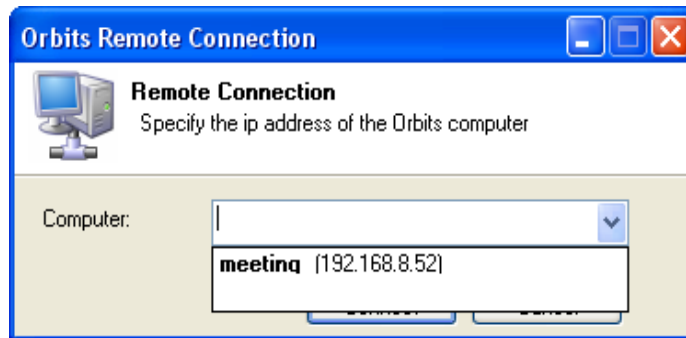 Orbits Remote Connection
Remote Connection
Specify the ip address of the Orbits computer
Computer:
meeting (192.168.8.52)